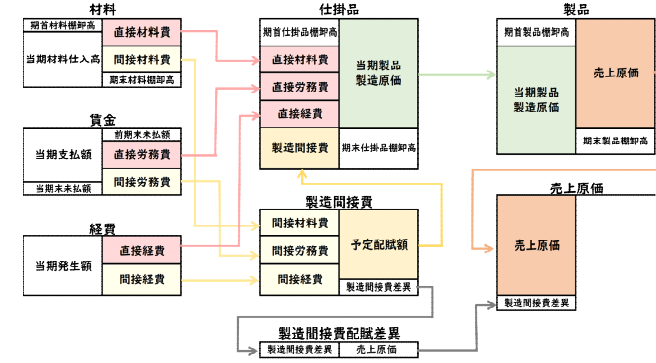 材料
期首材料棚卸高
直接材料費
当期材料仕入高
間接材料費
期末材料棚卸高
賃金
前期末未払額
当期支払額
直接労務費
間接労務費
当期末未払額
経費
当期発生額
直接経費
間接経費
仕掛品
期首仕掛品棚卸高
直接材料費
直接労務費
直接経費
製造間接費
当期製品
製造原価
期末仕掛品棚卸高
製造間接費
間接材料費
間接労務費
間接経費
予定配賦額
製造間接費差異
製造間接費配賦差異
製造間接費差異
売上原価
製品
期首製品棚卸高
当期製品
製造原価
売上原価
期末製品棚卸高
売上原価
売上原価
製造間接費差異